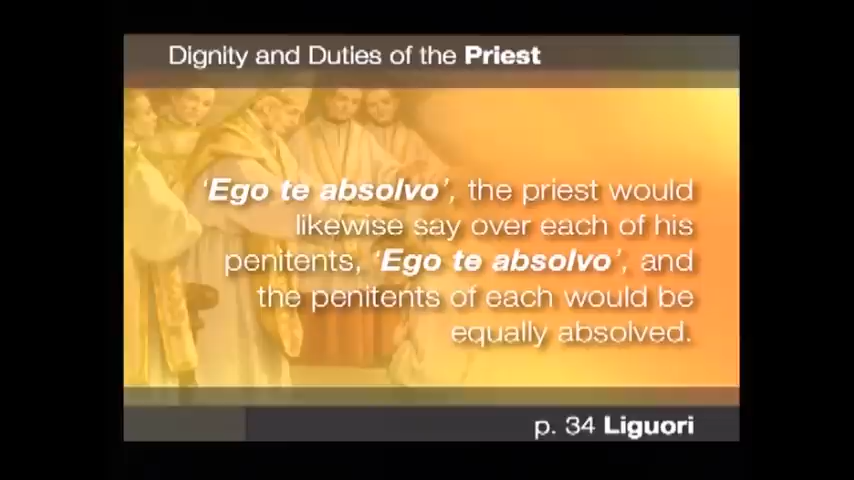 Dignity and Duties of the Priest
‘Ego te absolvo’, the priest would
likewise say over each of his
penitents, ‘Ego te absolvo’, and
the penitents of each would be
equally absolved.
p. 34 Liguori